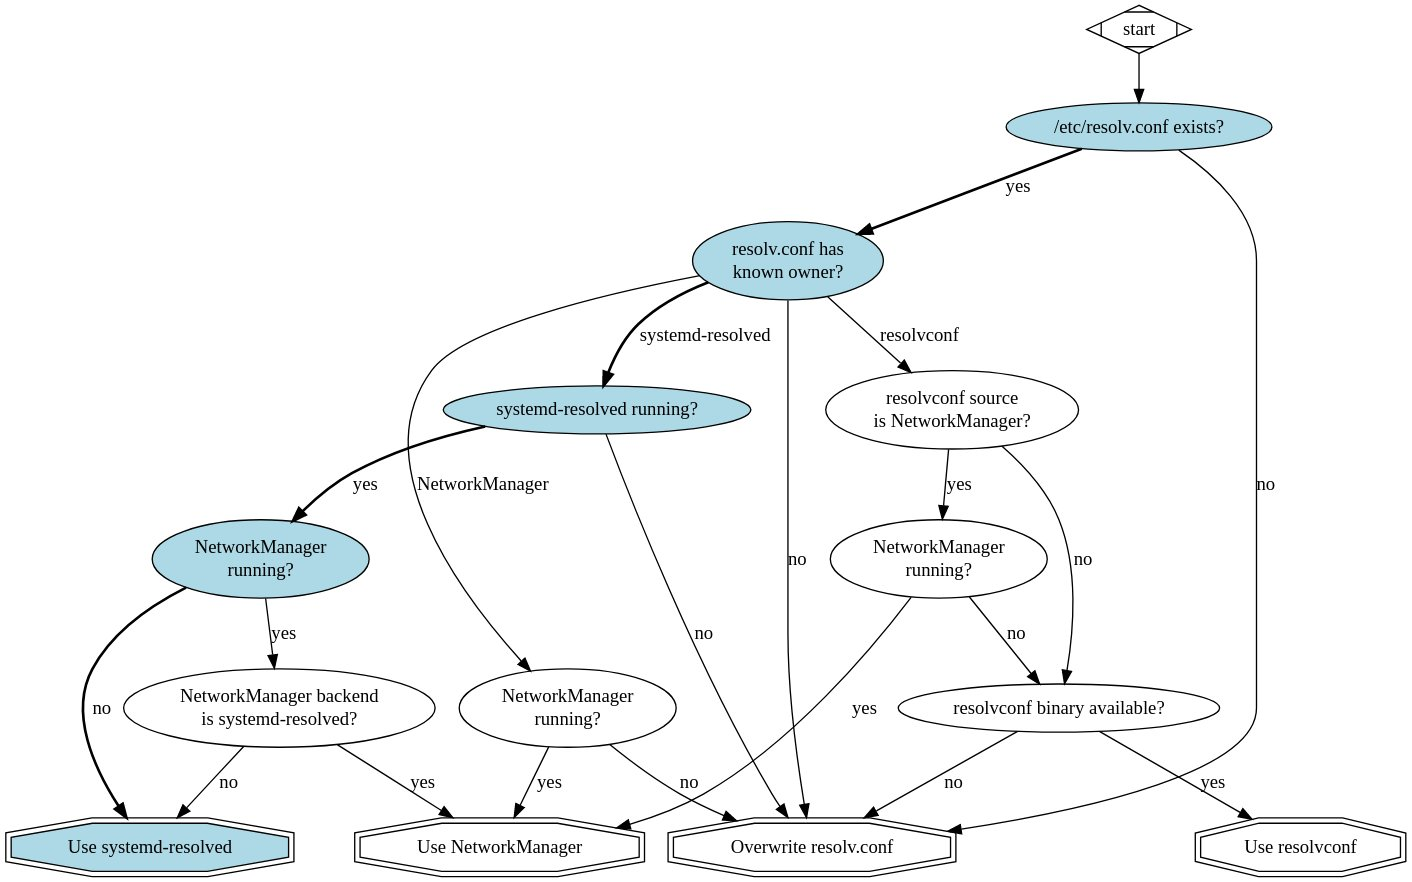 start
/etc/resolv.conf exists?
yes
resolv.conf has
known owner?
systemd-resolved
resolvconf
systemd-resolved running?
resolvconf source
is NetworkManager?
yes
NetworkManager
yes
no
NetworkManager
running?
no
NetworkManager
running?
no
yes
no
no
no
NetworkManager backend
is systemd-resolved?
NetworkManager
running?
yes
resolvconf binary available?
no
yes
yes
no
no
yes
Use systemd-resolved
Use NetworkManager
Overwrite resolv.conf
Use resolvconf